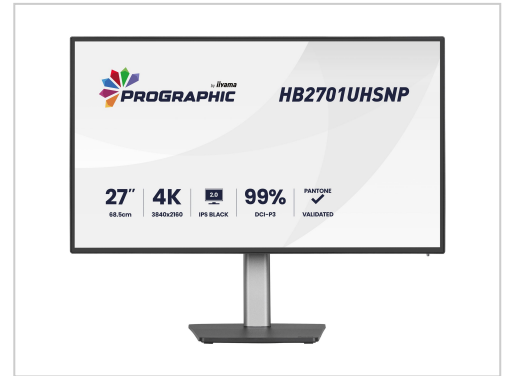 by iiyama
PROGRAPHIC
HB2701UHSNP
27"
68.5cm
4K
3840x2160
2.0
IPS BLACK
99%
DCI-P3
PANTONE
VALIDATED